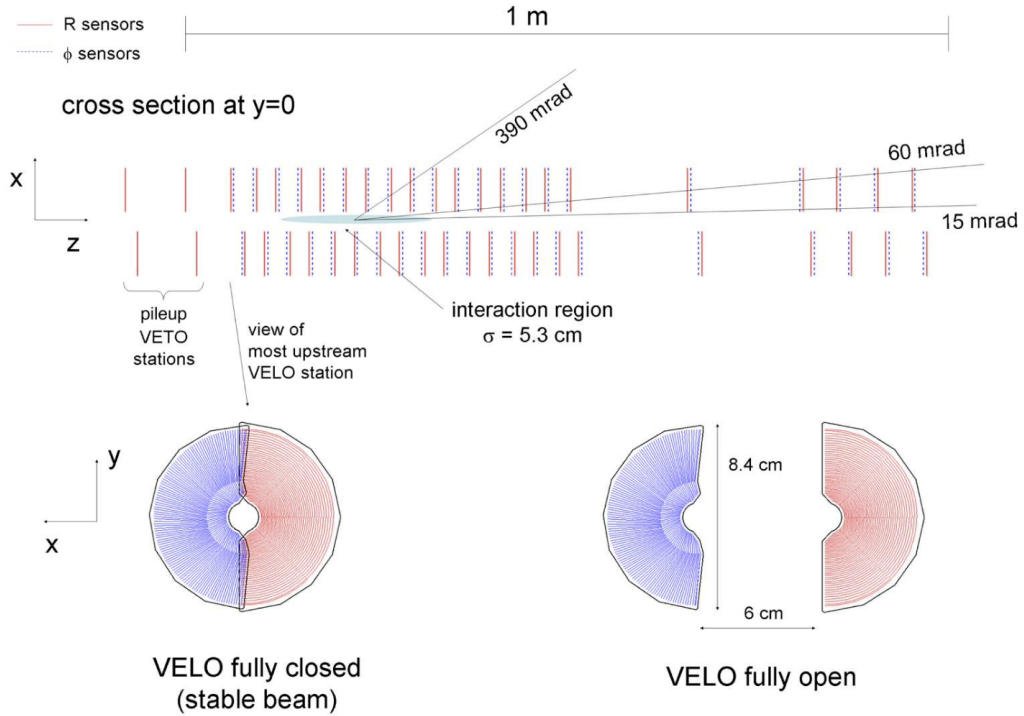 R sensors
ϕ sensors
1 m
cross section at y=0
390 mrad
60 mrad
15 mrad
x
z
pileup
VETO
stations
view of
most upstream
VELO station
interaction region
σ = 5.3 cm
y
x
8.4 cm
6 cm
VELO fully closed
(stable beam)
VELO fully open